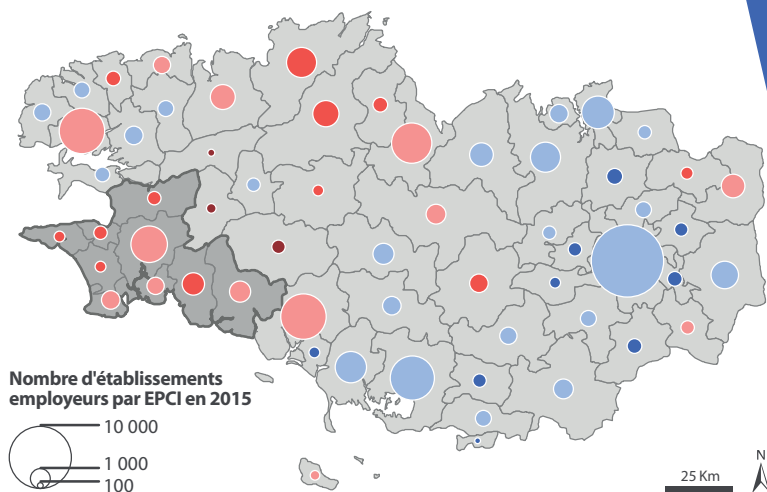 Nombre d'établissements
employeurs par EPCI en 2015
10 000
1 000
100
25 Km
N